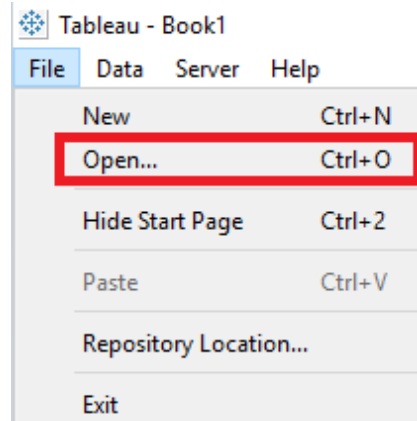 Tableau - Book1
File Data Server Help
New Ctrl+N
Open... Ctrl+O
Hide Start Page Ctrl+2
Paste Ctrl+V
Repository Location...
Exit